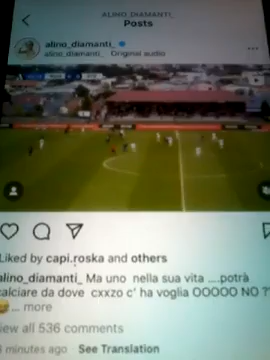 ALINO_DIAMANTI_
Posts
alino_diamanti_
alino_diamanti_ Original audio
Liked by capi.roska and others
alino_diamanti_ Ma uno nella sua vita ....potrà
calciare da dove cxxzo c' ha voglia OOOOO NO ?
... more
View all 536 comments
minutes ago See Translation